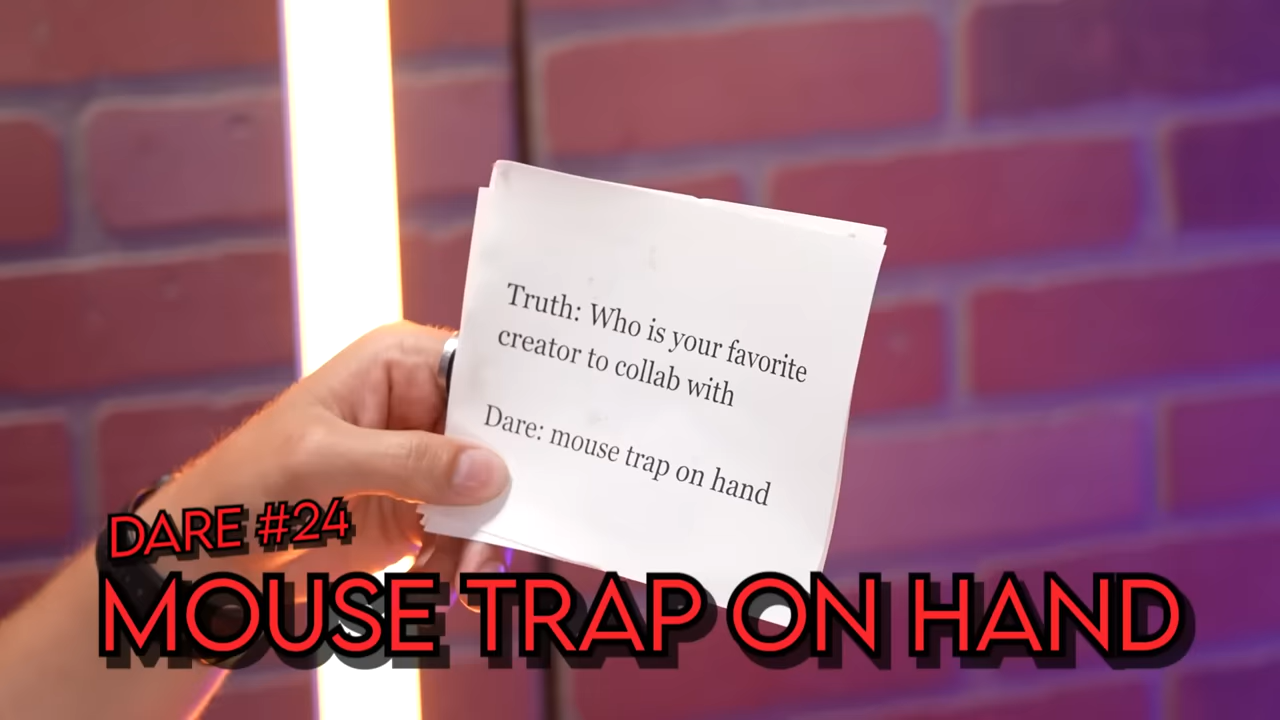 Truth: Who is your favorite
creator to collab with
Dare: mouse trap on hand
DARE #24
MOUSE TRAP ON HAND